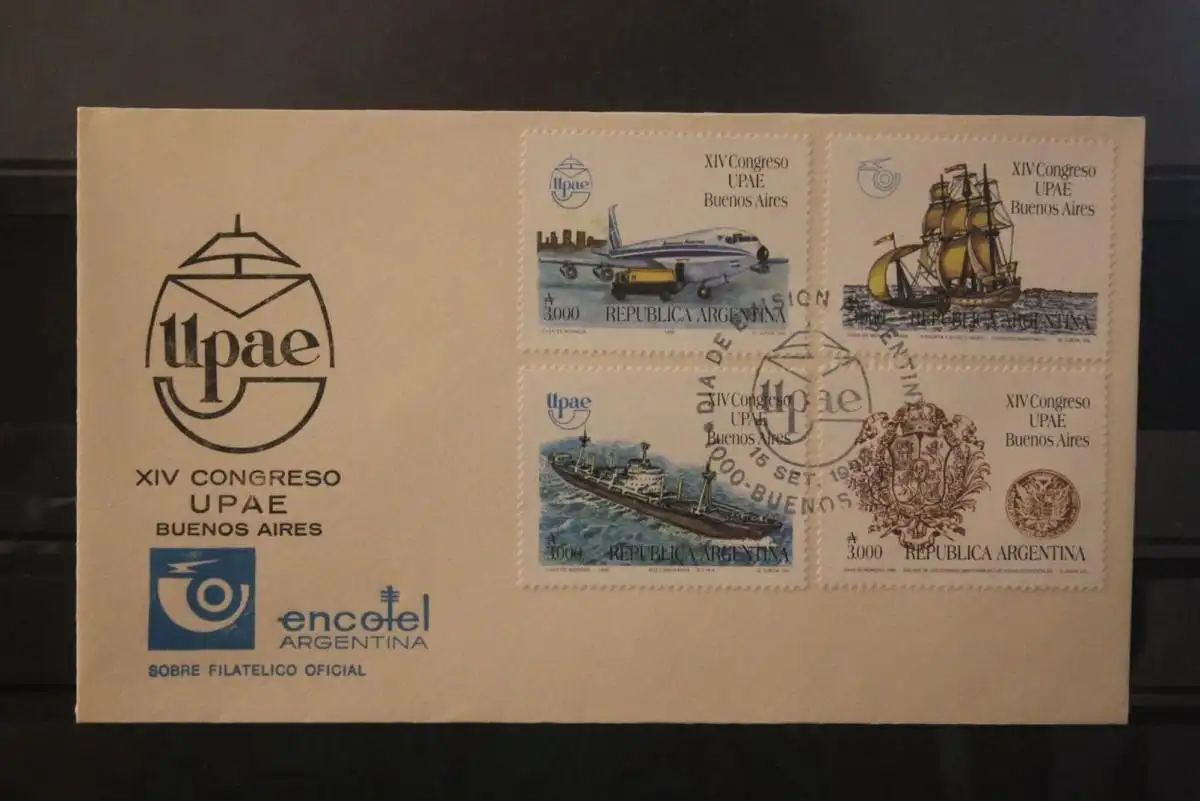 upae
XIV CONGRESO
UPAE
BUENOS AIRES
encotel
ARGENTINA
SOBRE FILATELICO OFICIAL
upae
XIV Congreso
UPAE
Buenos Aires
₳
3.000
REPUBLICA ARGENTINA
XIV Congreso
UPAE
Buenos Aires
REPUBLICA ARGENTINA
upae
XIV Congreso
UPAE
Buenos Aires
₳
3.000
REPUBLICA ARGENTINA
XIV Congreso
UPAE
Buenos Aires
₳
3.000
REPUBLICA ARGENTINA
DIA DE EMISION
upae
15 SET.
BUENOS